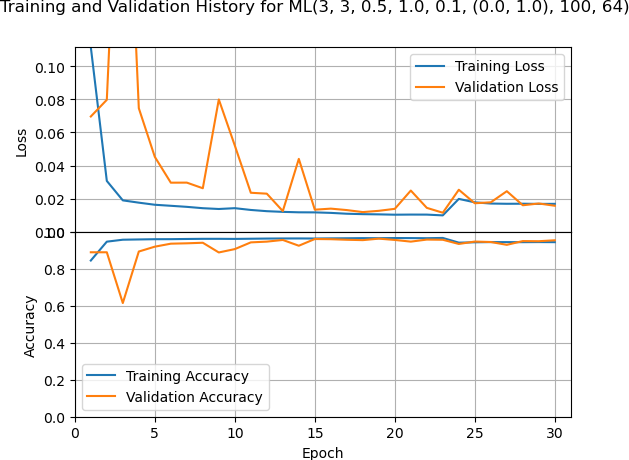 Training and Validation History for ML(3, 3, 0.5, 1.0, 0.1, (0.0, 1.0), 100, 64)
0.10
0.08
0.06
0.04
0.02
0.00
Loss
Training Loss
Validation Loss
1.0
0.8
0.6
0.4
0.2
0.0
Accuracy
Training Accuracy
Validation Accuracy
0 5 10 15 20 25 30
Epoch